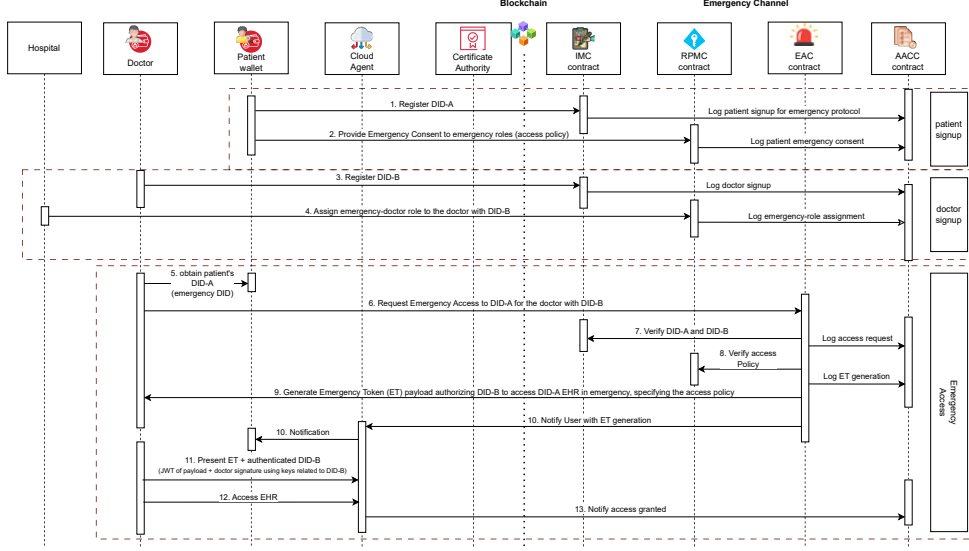 Blockchain
Emergency Channel
Hospital
Doctor
Patient
wallet
Cloud
Agent
Certificate
Authority
IMC
contract
RPMC
contract
EAC
contract
AACC
contract
1. Register DID-A
Log patient signup for emergency protocol
2. Provide Emergency Consent to emergency roles (access policy)
Log patient emergency consent
patient
signup
3. Register DID-B
Log doctor signup
4. Assign emergency-doctor role to the doctor with DID-B
Log emergency-role assignment
doctor
signup
5. obtain patient's
DID-A
(emergency DID)
6. Request Emergency Access to DID-A for the doctor with DID-B
7. Verify DID-A and DID-B
Log access request
8. Verify access
Policy
Log ET generation
9. Generate Emergency Token (ET) payload authorizing DID-B to access DID-A EHR in emergency, specifying the access policy
10. Notify User with ET generation
10. Notification
11. Present ET + authenticated DID-B
(JWT of payload + doctor signature using keys related to DID-B)
12. Access EHR
13. Notify access granted
Emergency
Access